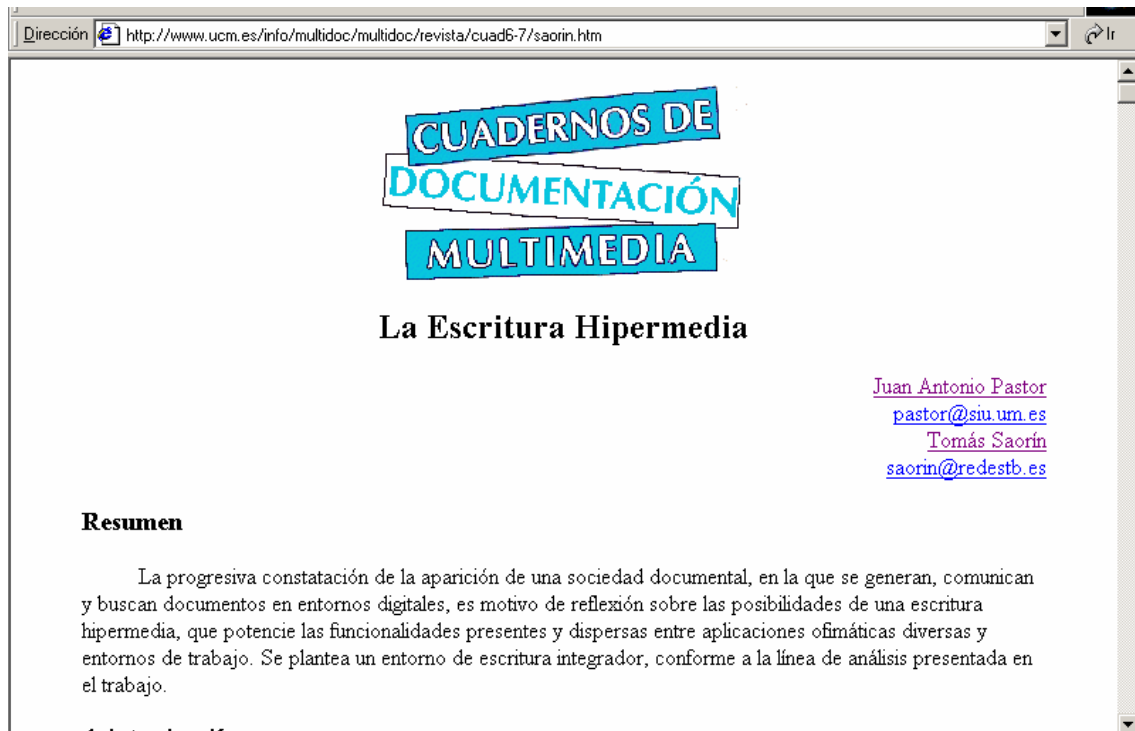 Dirección http://www.ucm.es/info/multidoc/multidoc/revista/cuad6-7/saorin.htm Ir
CUADERNOS DE
DOCUMENTACIÓN
MULTIMEDIA
La Escritura Hipermedia
Juan Antonio Pastor
pastor@siu.um.es
Tomás Saorín
saorin@redestb.es
Resumen
La progresiva constatación de la aparición de una sociedad documental, en la que se generan, comunican
y buscan documentos en entornos digitales, es motivo de reflexión sobre las posibilidades de una escritura
hipermedia, que potencie las funcionalidades presentes y dispersas entre aplicaciones ofimáticas diversas y
entornos de trabajo. Se plantea un entorno de escritura integrador, conforme a la línea de análisis presentada en
el trabajo.